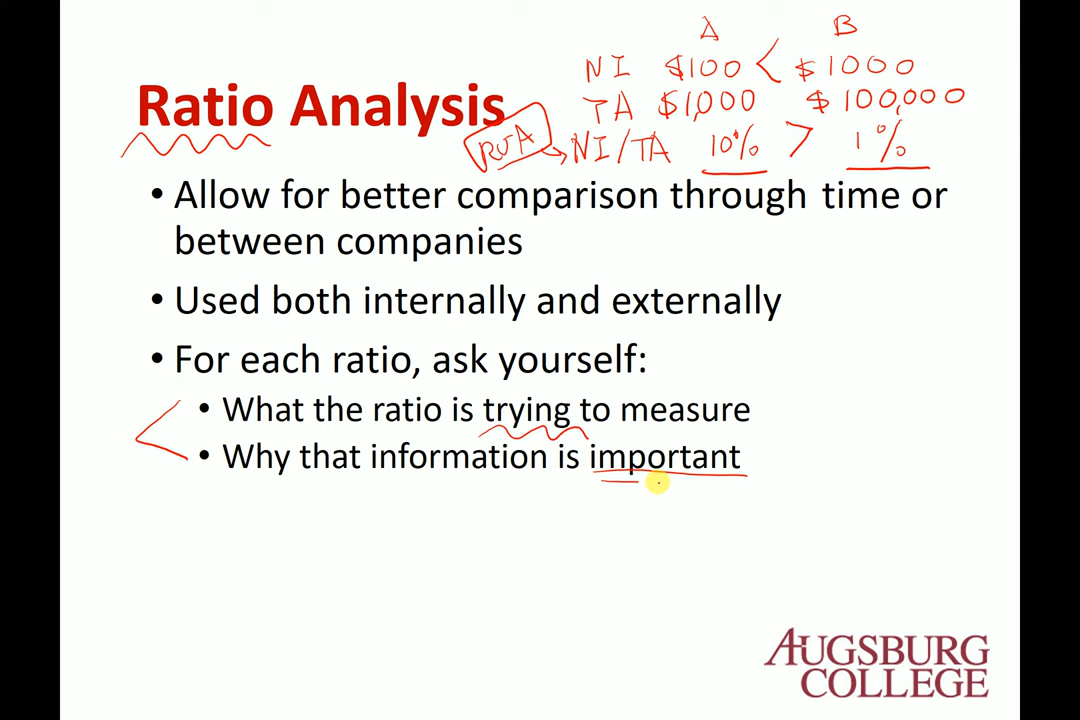 A B
NI $100 < $1000
TA $1,000 $100,000
ROA NI/TA 10% > 1%
Ratio Analysis
• Allow for better comparison through time or
between companies
• Used both internally and externally
• For each ratio, ask yourself:
• What the ratio is trying to measure
• Why that information is important
AUGSBURG
COLLEGE